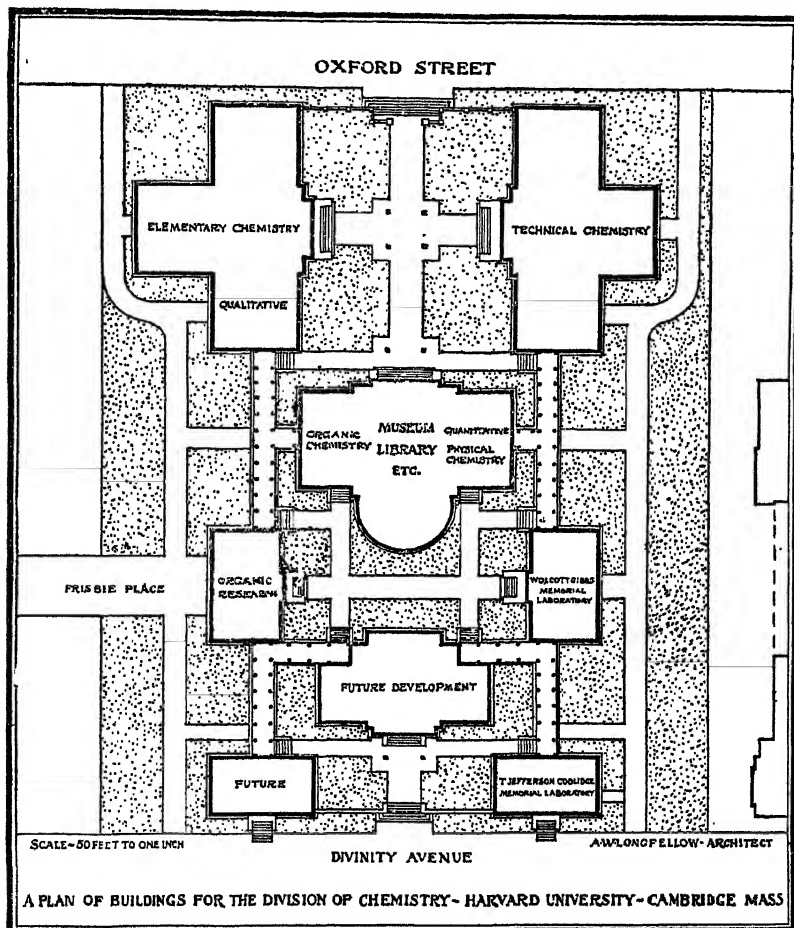 OXFORD STREET
ELEMENTARY CHEMISTRY
TECHNICAL CHEMISTRY
QUALITATIVE
ORGANIC
CHEMISTRY
MUSEUM
LIBRARY
ETC.
QUANTITATIVE
PHYSICAL
CHEMISTRY
FRISBIE PLACE
ORGANIC
RESEARCH
WOLCOTT GIBBS
MEMORIAL
LABORATORY
FUTURE DEVELOPMENT
FUTURE
T JEFFERSON COOLIDGE
MEMORIAL LABORATORY
SCALE-50 FEET TO ONE INCH
A.W. LONGFELLOW - ARCHITECT
DIVINITY AVENUE
A PLAN OF BUILDINGS FOR THE DIVISION OF CHEMISTRY - HARVARD UNIVERSITY - CAMBRIDGE MASS